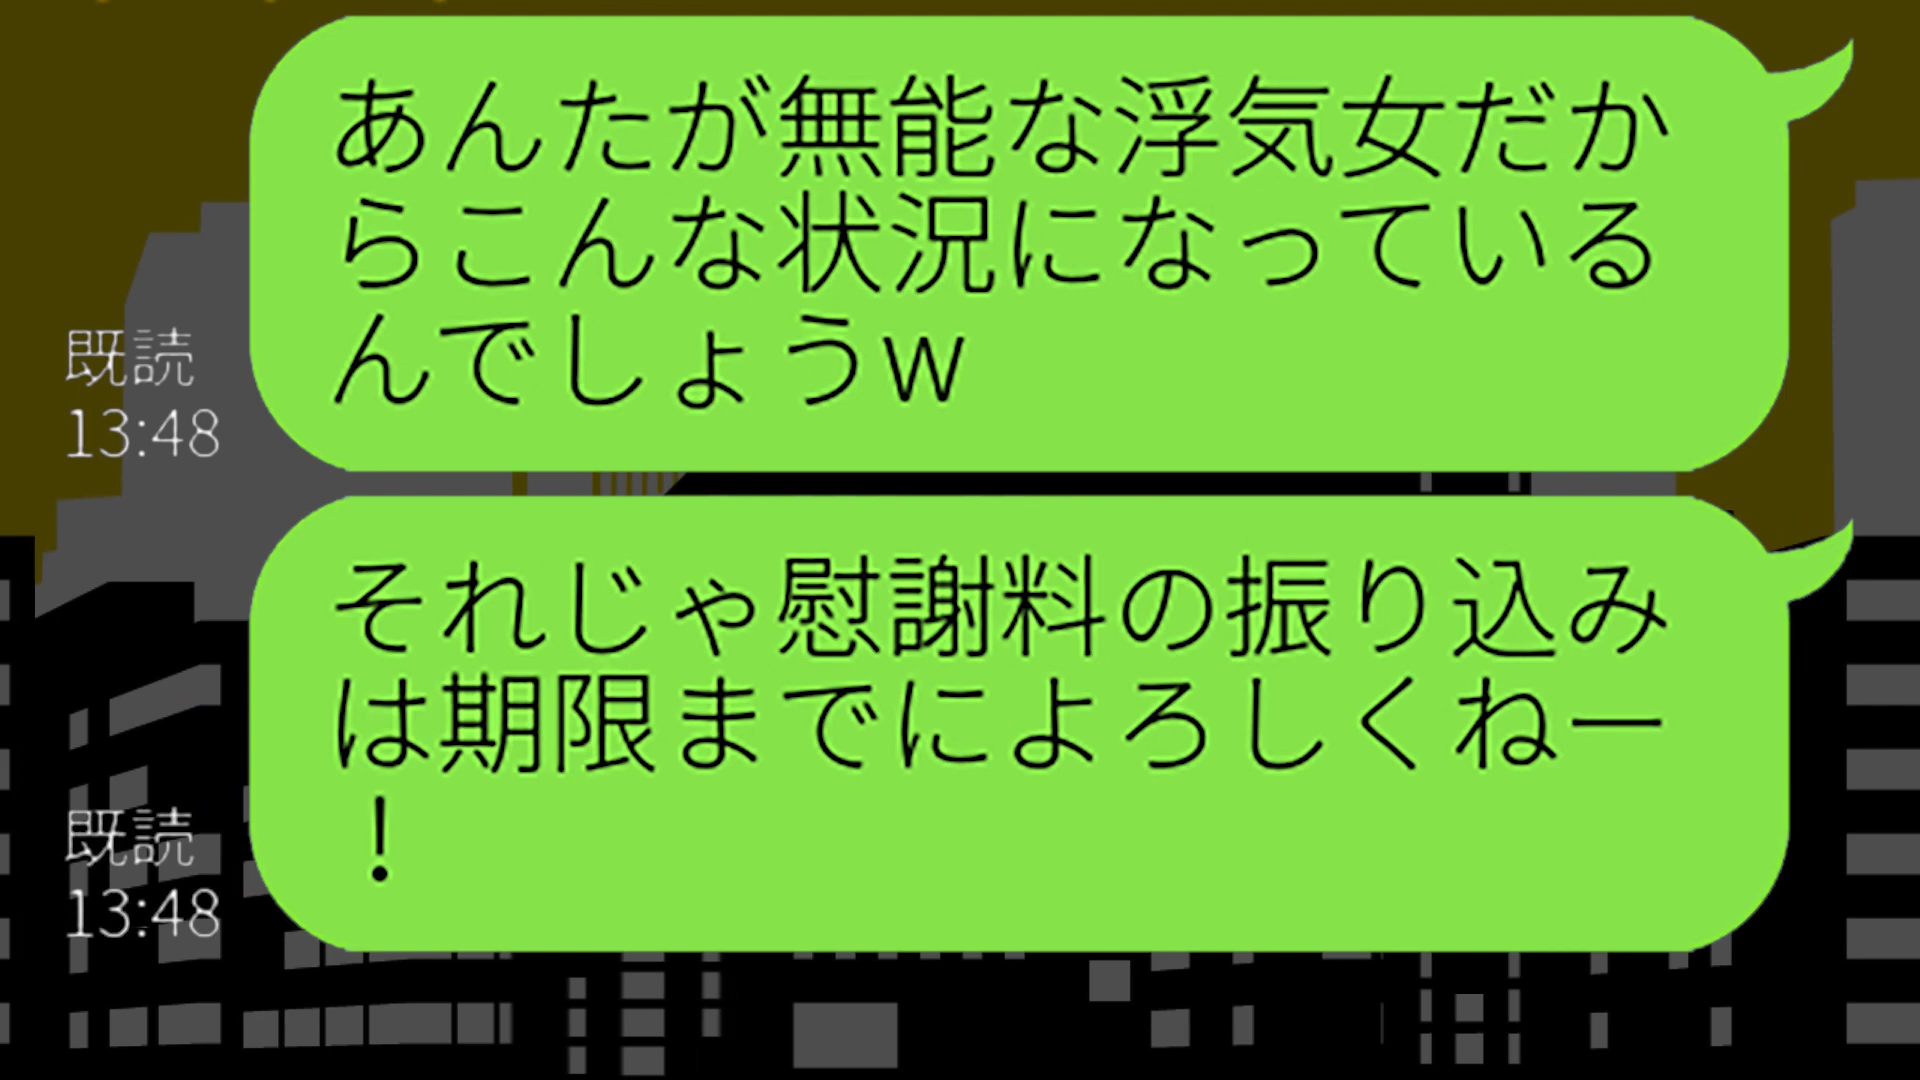 あんたが無能な浮気女だか
らこんな状況になっている
んでしょうw
既読
13:48
それじゃ慰謝料の振り込み
は期限までによろしくねー
！
既読
13:48